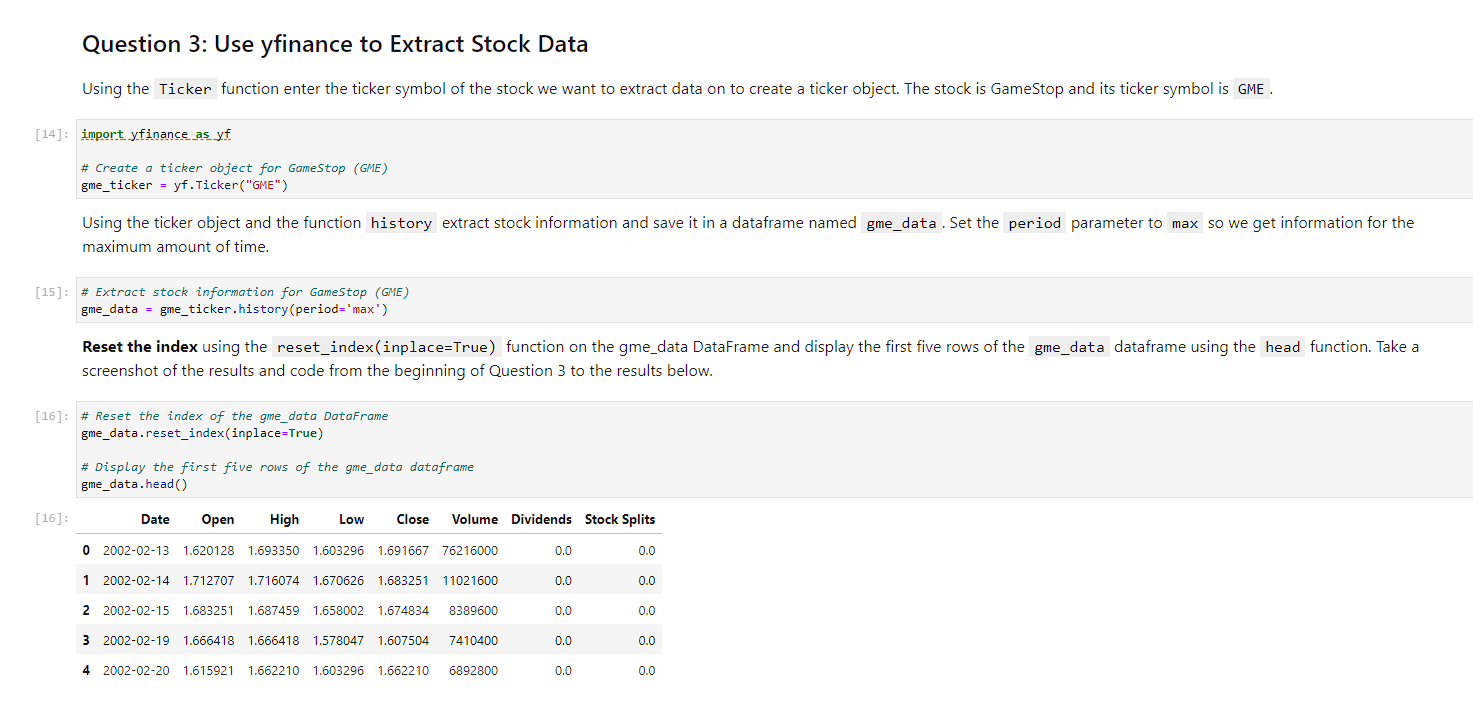 Question 3: Use yfinance to Extract Stock Data
Using the Ticker function enter the ticker symbol of the stock we want to extract data on to create a ticker object. The stock is GameStop and its ticker symbol is GME .
[14]: import yfinance as yf
# Create a ticker object for GameStop (GME)
gme_ticker = yf.Ticker("GME")
Using the ticker object and the function history extract stock information and save it in a dataframe named gme_data . Set the period parameter to max so we get information for the
maximum amount of time.
[15]: # Extract stock information for GameStop (GME)
gme_data = gme_ticker.history(period='max')
Reset the index using the reset_index(inplace=True) function on the gme_data DataFrame and display the first five rows of the gme_data dataframe using the head function. Take a
screenshot of the results and code from the beginning of Question 3 to the results below.
[16]: # Reset the index of the gme_data DataFrame
gme_data.reset_index(inplace=True)
# Display the first five rows of the gme_data dataframe
gme_data.head()
[16]: Date Open High Low Close Volume Dividends Stock Splits
0 2002-02-13 1.620128 1.693350 1.603296 1.691667 76216000 0.0 0.0
1 2002-02-14 1.712707 1.716074 1.670626 1.683251 11021600 0.0 0.0
2 2002-02-15 1.683251 1.687459 1.658002 1.674834 8389600 0.0 0.0
3 2002-02-19 1.666418 1.666418 1.578047 1.607504 7410400 0.0 0.0
4 2002-02-20 1.615921 1.662210 1.603296 1.662210 6892800 0.0 0.0